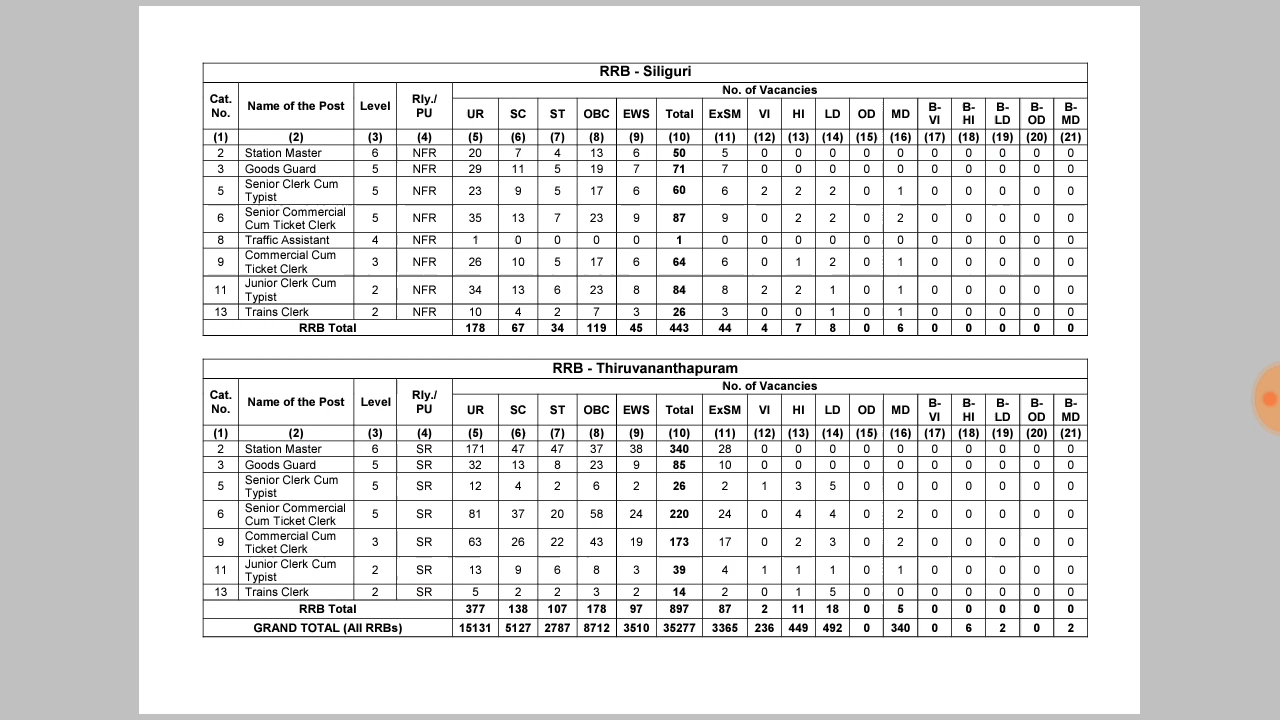 RRB - Siliguri
Cat. No. Name of the Post Level Rly./ PU No. of Vacancies
UR SC ST OBC EWS Total ExSM VI HI LD OD MD B-VI B-HI B-LD B-OD B-MD
(1) (2) (3) (4) (5) (6) (7) (8) (9) (10) (11) (12) (13) (14) (15) (16) (17) (18) (19) (20) (21)
2 Station Master 6 NFR 20 7 4 13 6 50 5 0 0 0 0 0 0 0 0 0 0
3 Goods Guard 5 NFR 29 11 5 19 7 71 7 0 0 0 0 0 0 0 0 0 0
5 Senior Clerk Cum Typist 5 NFR 23 9 5 17 6 60 6 2 2 2 0 1 0 0 0 0 0
6 Senior Commercial Cum Ticket Clerk 5 NFR 35 13 7 23 9 87 9 0 2 2 0 2 0 0 0 0 0
8 Traffic Assistant 4 NFR 1 0 0 0 0 1 0 0 0 0 0 0 0 0 0 0 0
9 Commercial Cum Ticket Clerk 3 NFR 26 10 5 17 6 64 6 0 1 2 0 1 0 0 0 0 0
11 Junior Clerk Cum Typist 2 NFR 34 13 6 23 8 84 8 2 2 1 0 1 0 0 0 0 0
13 Trains Clerk 2 NFR 10 4 2 7 3 26 3 0 0 1 0 1 0 0 0 0 0
RRB Total 178 67 34 119 45 443 44 4 7 8 0 6 0 0 0 0 0
RRB - Thiruvananthapuram
Cat. No. Name of the Post Level Rly./ PU No. of Vacancies
UR SC ST OBC EWS Total ExSM VI HI LD OD MD B-VI B-HI B-LD B-OD B-MD
(1) (2) (3) (4) (5) (6) (7) (8) (9) (10) (11) (12) (13) (14) (15) (16) (17) (18) (19) (20) (21)
2 Station Master 6 SR 171 47 47 37 38 340 28 0 0 0 0 0 0 0 0 0 0
3 Goods Guard 5 SR 32 13 8 23 9 85 10 0 0 0 0 0 0 0 0 0 0
5 Senior Clerk Cum Typist 5 SR 12 4 2 6 2 26 2 1 3 5 0 0 0 0 0 0 0
6 Senior Commercial Cum Ticket Clerk 5 SR 81 37 20 58 24 220 24 0 4 4 0 2 0 0 0 0 0
9 Commercial Cum Ticket Clerk 3 SR 63 26 22 43 19 173 17 0 2 3 0 2 0 0 0 0 0
11 Junior Clerk Cum Typist 2 SR 13 9 6 8 3 39 4 1 1 1 0 1 0 0 0 0 0
13 Trains Clerk 2 SR 5 2 2 3 2 14 2 0 1 5 0 0 0 0 0 0 0
RRB Total 377 138 107 178 97 897 87 2 11 18 0 5 0 0 0 0 0
GRAND TOTAL (All RRBs) 15131 5127 2787 8712 3510 35277 3365 236 449 492 0 340 0 6 2 0 2